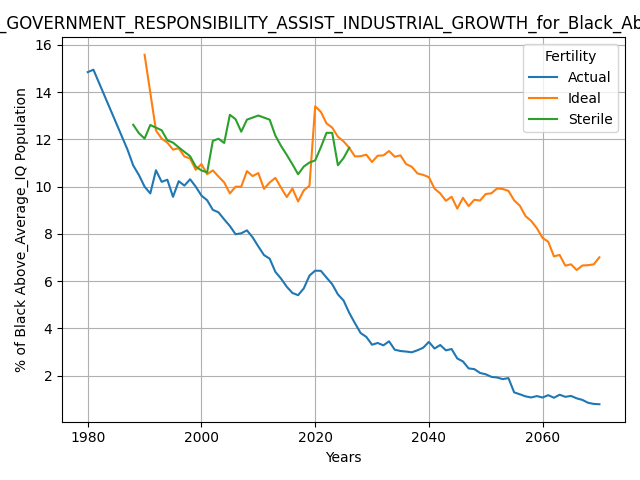 _GOVERNMENT_RESPONSIBILITY_ASSIST_INDUSTRIAL_GROWTH_for_Black_Ab
Fertility
Actual
Ideal
Sterile
% of Black Above_Average_IQ Population
16
14
12
10
8
6
4
2
1980
2000
2020
2040
2060
Years